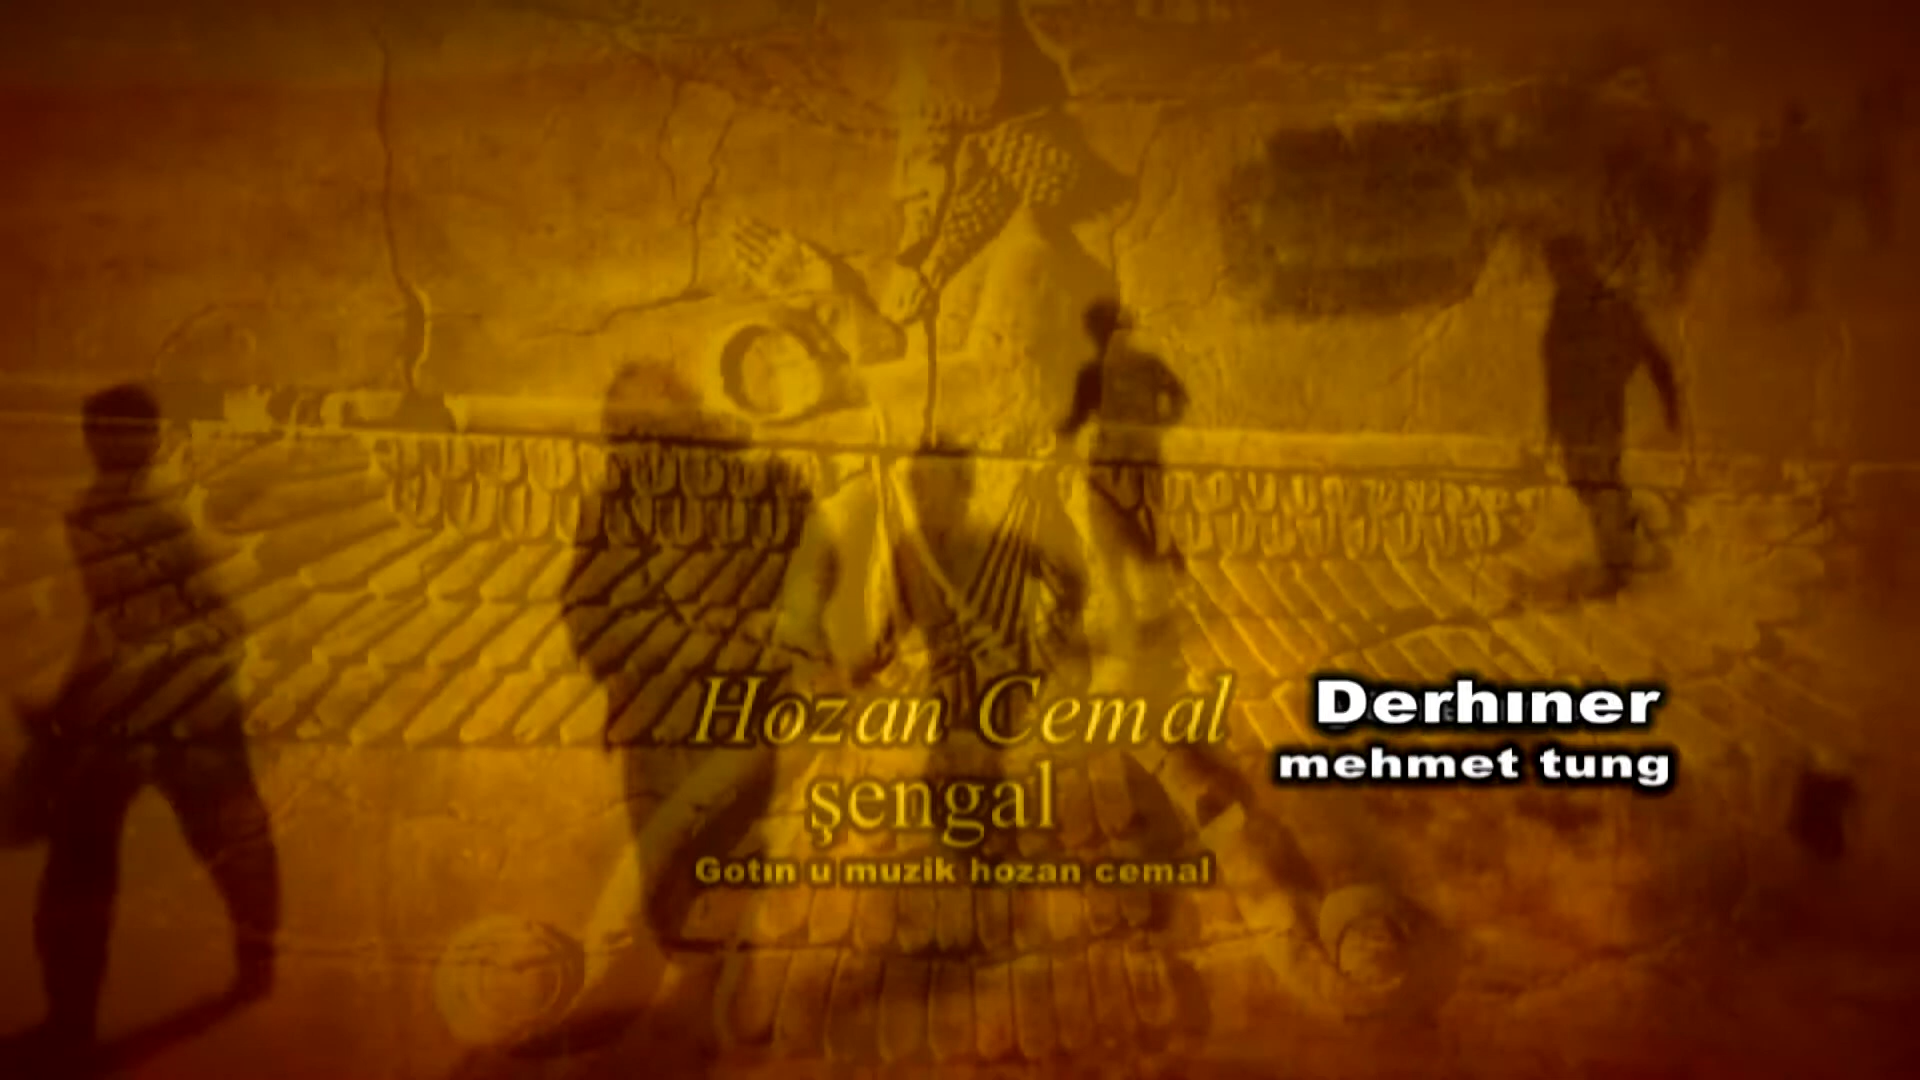 Hozan Cemal
şengal
Gotın u muzik hozan cemal
Derhıner
mehmet tung